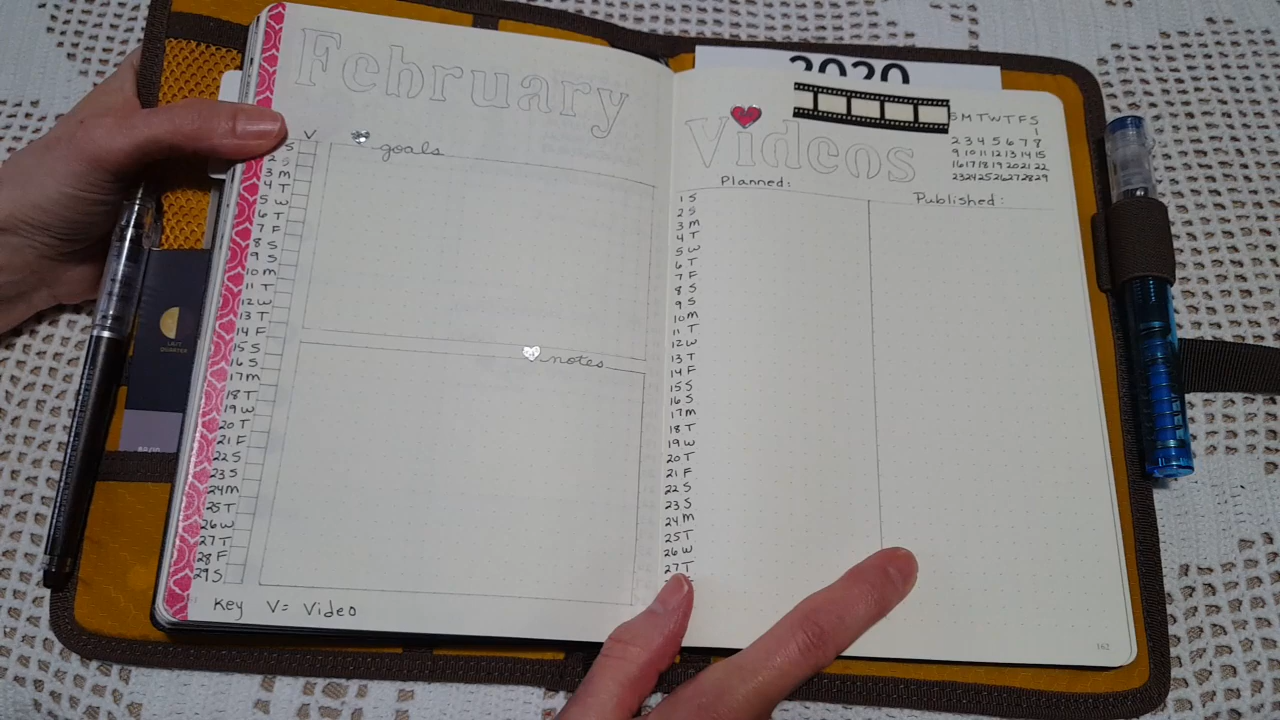 February
V
goals
S
2 S
3 M
4 T
5 W
6 T
7 F
8 S
9 S
10 M
11 T
12 W
13 T
14 F
15 S
16 S
17 M
18 T
19 W
20 T
21 F
22 S
23 S
24 M
25 T
26 W
27 T
28 F
29 S
notes
Key V= Video
LAST
QUARTER
2020
Videos
S M T W T F S
1
2 3 4 5 6 7 8
9 10 11 12 13 14 15
16 17 18 19 20 21 22
23 24 25 26 27 28 29
Planned:
Published:
1 S
2 S
3 M
4 T
5 W
6 T
7 F
8 S
9 S
10 M
11 T
12 W
13 T
14 F
15 S
16 S
17 M
18 T
19 W
20 T
21 F
22 S
23 S
24 M
25 T
26 W
27 T
162